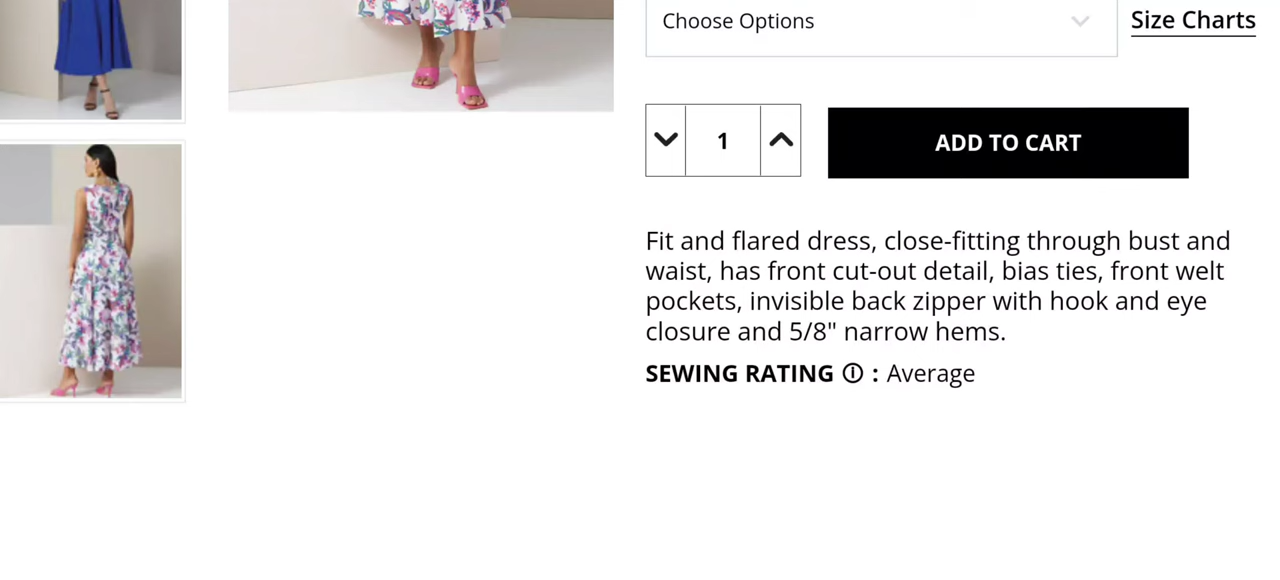 Choose Options
Size Charts
1
ADD TO CART
Fit and flared dress, close-fitting through bust and
waist, has front cut-out detail, bias ties, front welt
pockets, invisible back zipper with hook and eye
closure and 5/8" narrow hems.
SEWING RATING ⓘ : Average